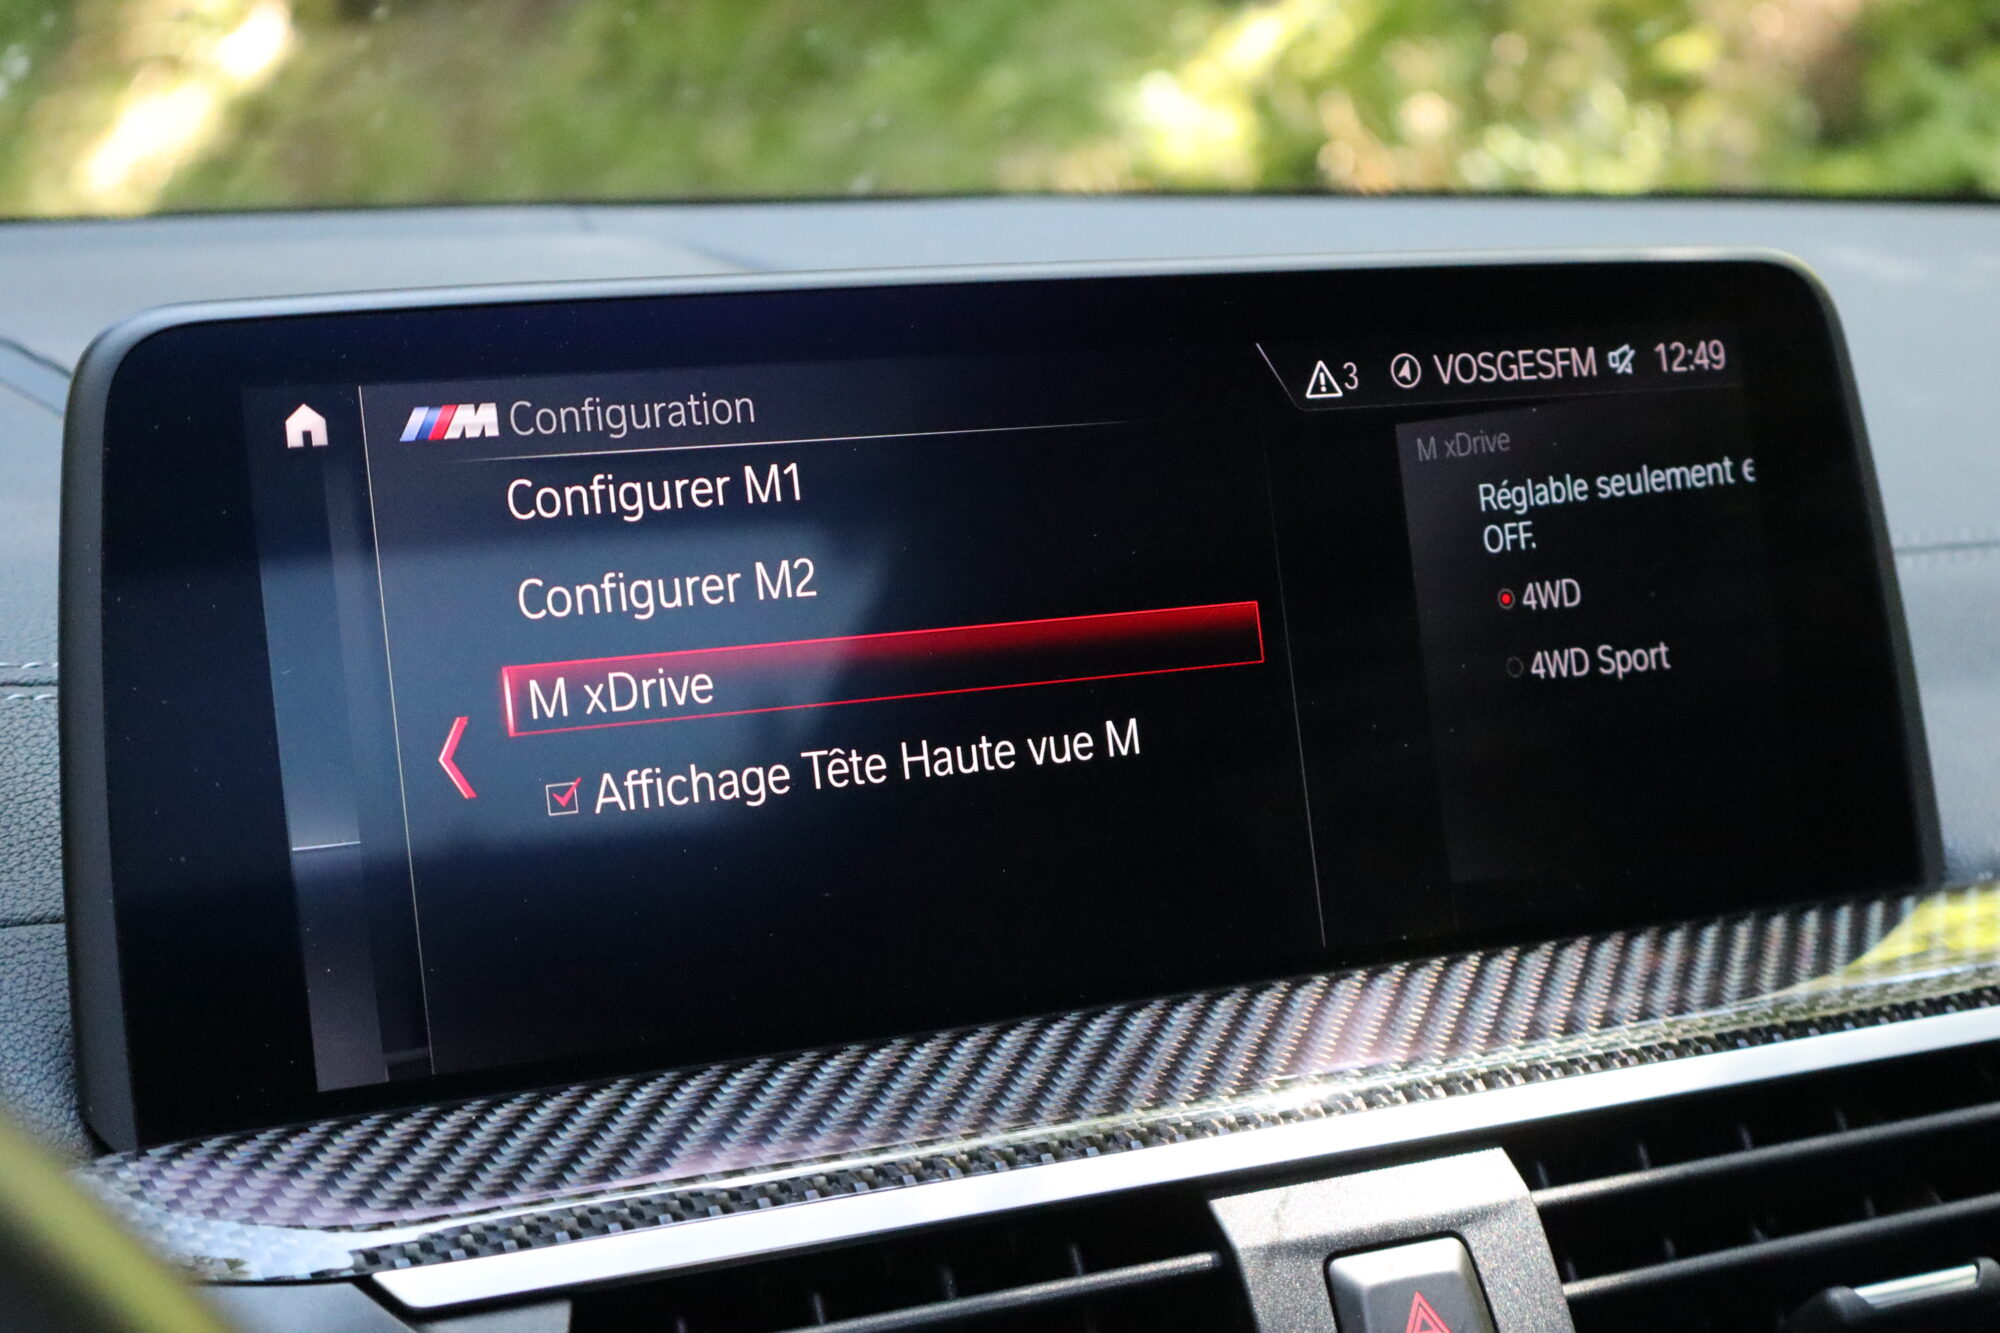 M Configuration
3 VOSGESFM 12:49
Configurer M1
Configurer M2
M xDrive
Affichage Tête Haute vue M
M xDrive
Réglable seulement
OFF.
4WD
4WD Sport